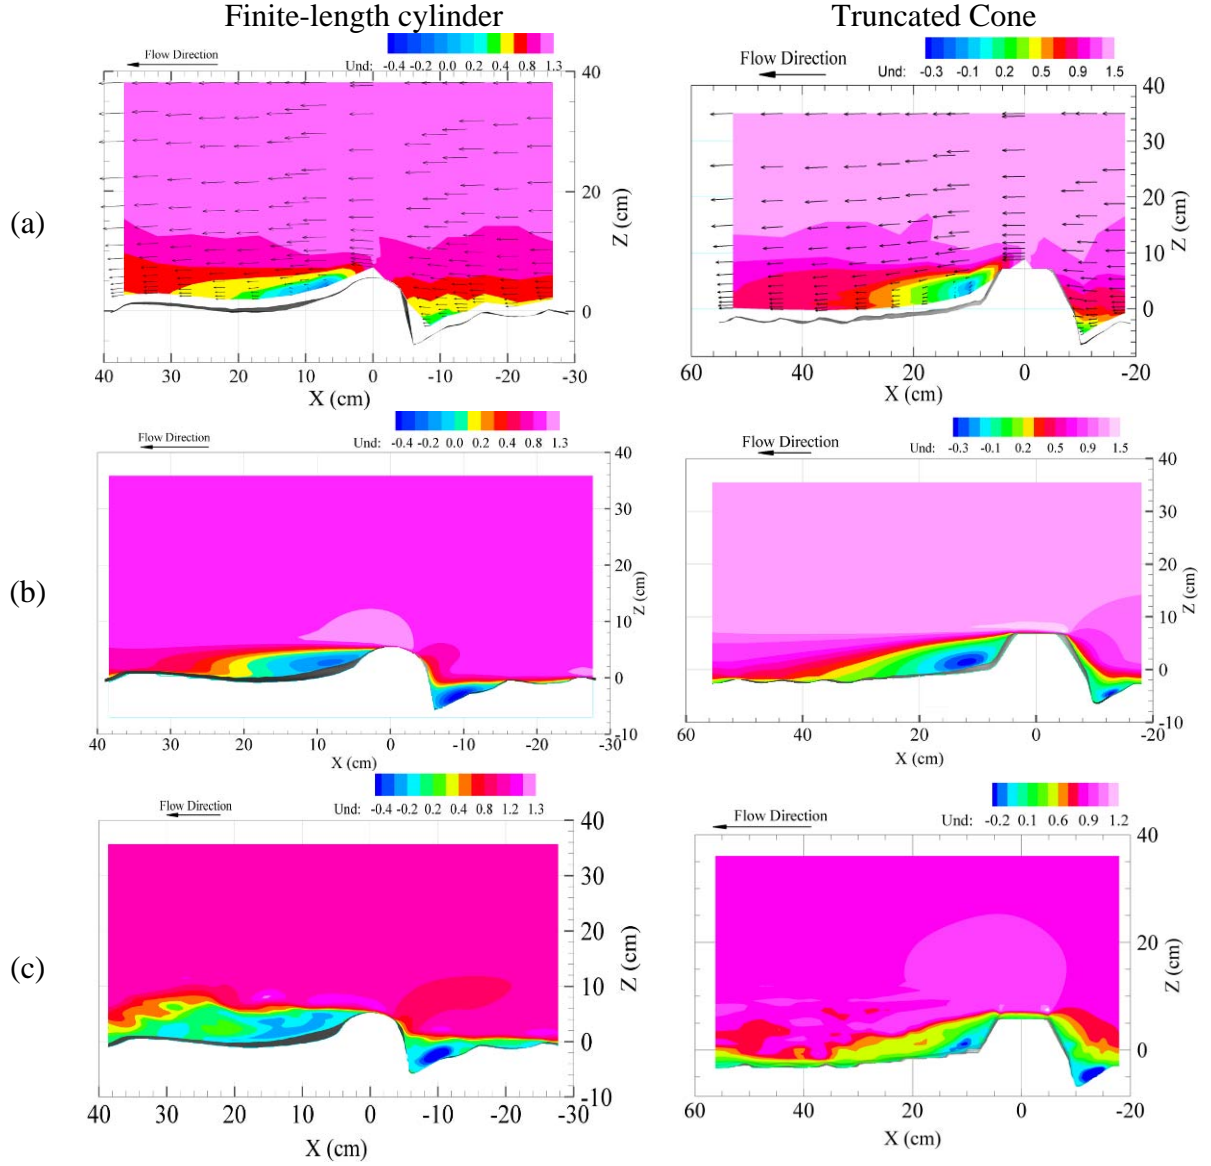 Finite-length cylinder
Truncated Cone
(a)
Flow Direction
Und: -0.4 -0.2 0.0 0.2 0.4 0.8 1.3
40
20
0
Z (cm)
40 30 20 10 0 -10 -20 -30
X (cm)
Flow Direction
Und: -0.3 -0.1 0.2 0.5 0.9 1.5
40
30
20
10
0
Z (cm)
60 40 20 0 -20
X (cm)
(b)
Flow Direction
Und: -0.4 -0.2 0.0 0.2 0.4 0.8 1.3
40
30
20
10
0
-10
Z (cm)
40 30 20 10 0 -10 -20 -30
X (cm)
Flow Direction
Und: -0.3 -0.1 0.2 0.5 0.9 1.5
40
30
20
10
0
-10
Z (cm)
60 40 20 0 -20
X (cm)
(c)
Flow Direction
Und: -0.4 -0.2 0.2 0.4 0.8 1.2 1.3
40
30
20
10
0
-10
Z (cm)
40 30 20 10 0 -10 -20 -30
X (cm)
Flow Direction
Und: -0.2 0.1 0.6 0.9 1.2
40
20
0
Z (cm)
60 40 20 0 -20
X (cm)